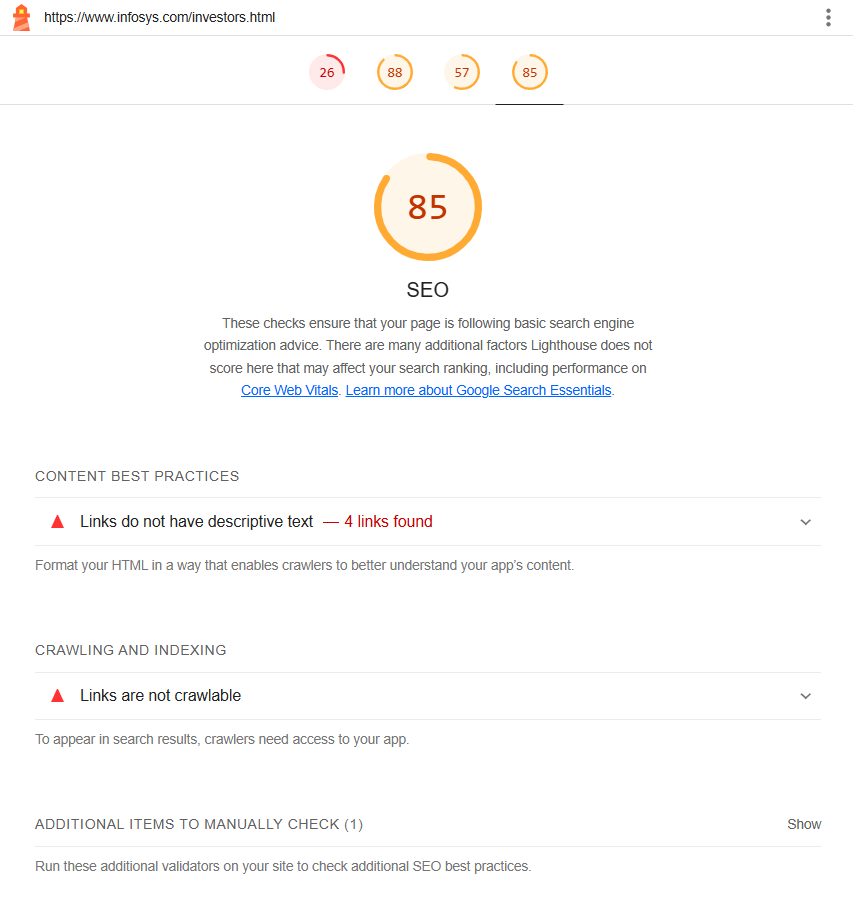 https://www.infosys.com/investors.html
26 88 57 85
85
SEO
These checks ensure that your page is following basic search engine
optimization advice. There are many additional factors Lighthouse does not
score here that may affect your search ranking, including performance on
Core Web Vitals. Learn more about Google Search Essentials.
CONTENT BEST PRACTICES
Links do not have descriptive text — 4 links found
Format your HTML in a way that enables crawlers to better understand your app’s content.
CRAWLING AND INDEXING
Links are not crawlable
To appear in search results, crawlers need access to your app.
ADDITIONAL ITEMS TO MANUALLY CHECK (1) Show
Run these additional validators on your site to check additional SEO best practices.